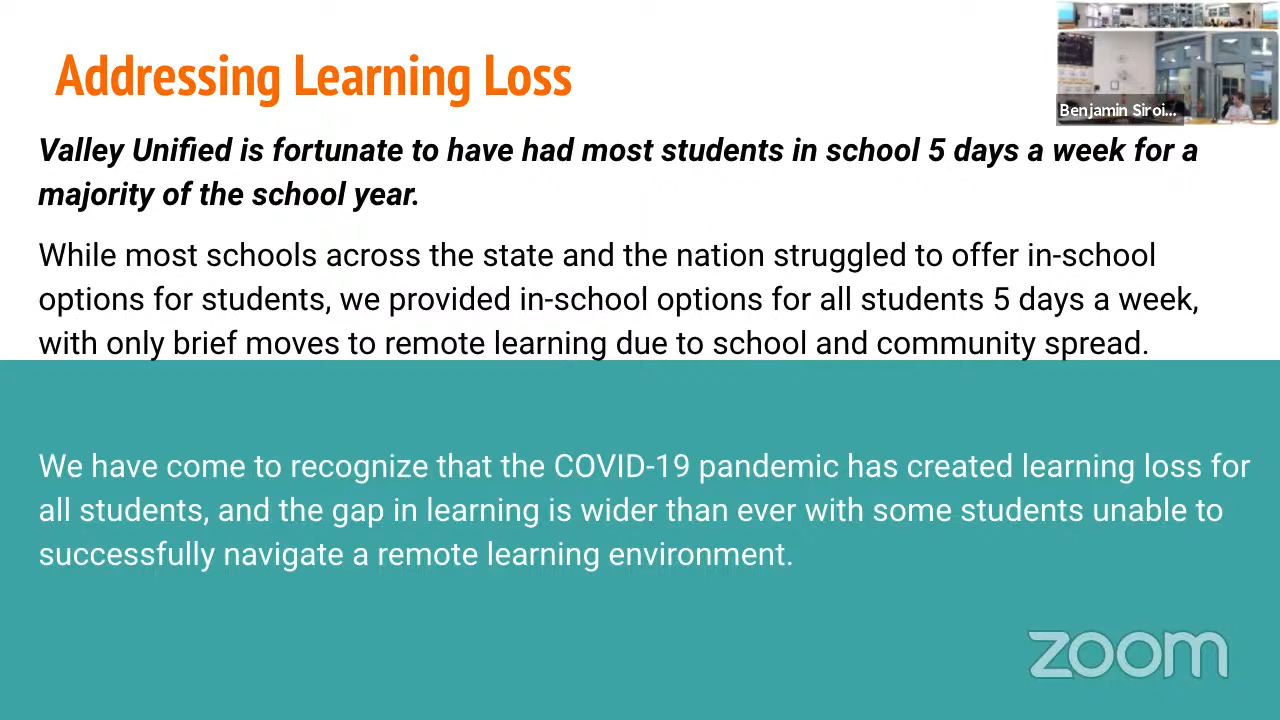 Addressing Learning Loss
Benjamin Siroi...
Valley Unified is fortunate to have had most students in school 5 days a week for a
majority of the school year.
While most schools across the state and the nation struggled to offer in-school
options for students, we provided in-school options for all students 5 days a week,
with only brief moves to remote learning due to school and community spread.
We have come to recognize that the COVID-19 pandemic has created learning loss for
all students, and the gap in learning is wider than ever with some students unable to
successfully navigate a remote learning environment.
zoom